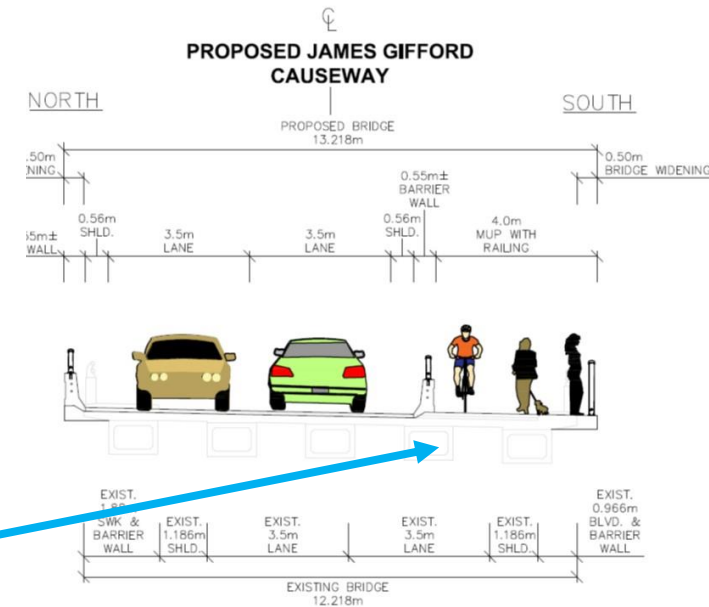 ℄
PROPOSED JAMES GIFFORD
CAUSEWAY
NORTH
SOUTH
PROPOSED BRIDGE
13.218m
.50m
NING
0.50m
BRIDGE WIDENING
0.55m±
BARRIER
WALL
55m±
WALL
0.56m
SHLD.
3.5m
LANE
3.5m
LANE
0.56m
SHLD.
4.0m
MUP WITH
RAILING
EXIST.
SWK &
BARRIER
WALL
EXIST.
1.186m
SHLD.
EXIST.
3.5m
LANE
EXIST.
3.5m
LANE
EXIST.
1.186m
SHLD.
EXIST.
0.966m
BLVD. &
BARRIER
WALL
EXISTING BRIDGE
12.218m